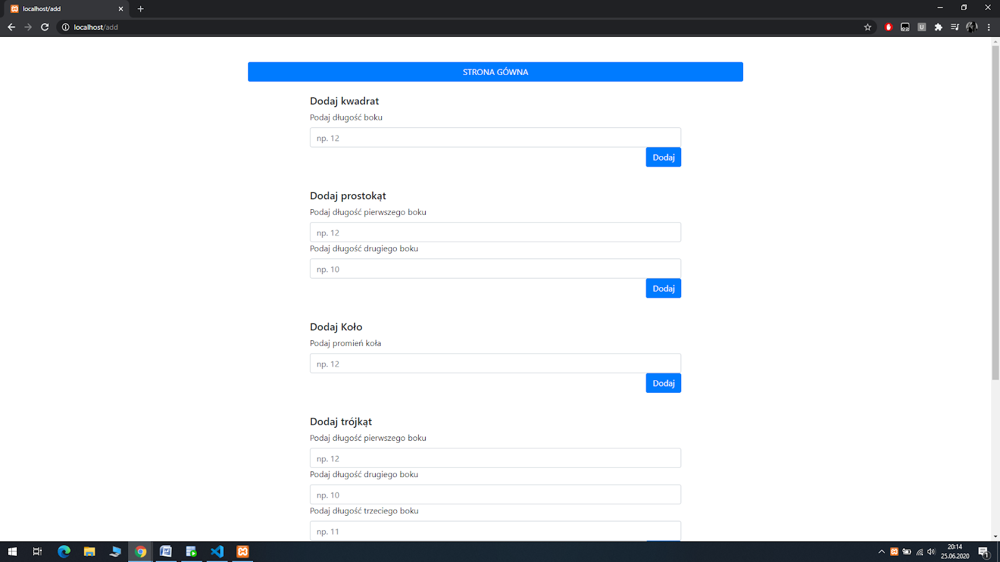 localhost/add
localhost/add
U
STRONA GÓWNA
Dodaj kwadrat
Podaj długość boku
np. 12
Dodaj
Dodaj prostokąt
Podaj długość pierwszego boku
np. 12
Podaj długość drugiego boku
np. 10
Dodaj
Dodaj Koło
Podaj promień koła
np. 12
Dodaj
Dodaj trójkąt
Podaj długość pierwszego boku
np. 12
Podaj długość drugiego boku
np. 10
Podaj długość trzeciego boku
np. 11
20:14
25.06.2020
1